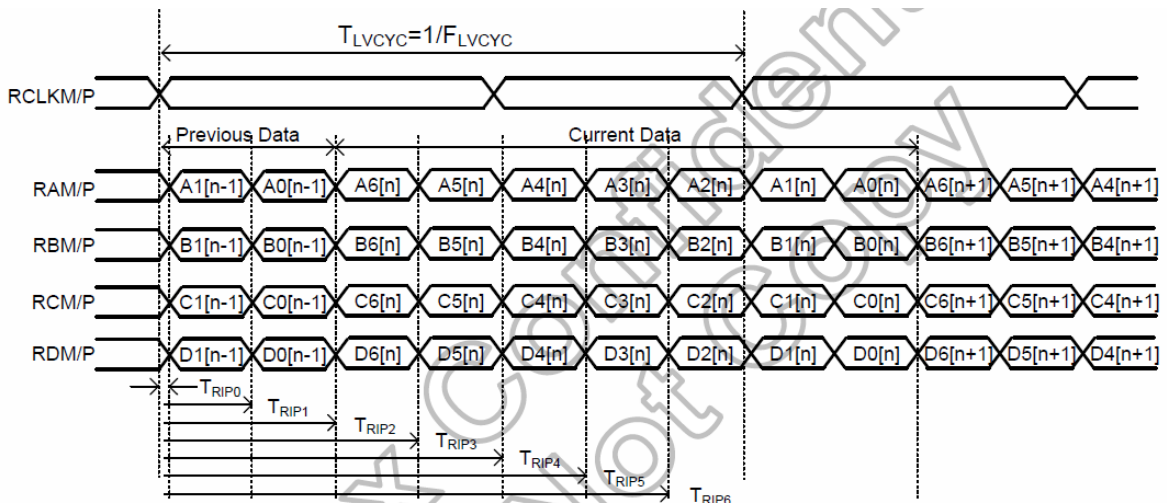 TLVCYC=1/FLVCYC
RCLKM/P
Previous Data Current Data
RAM/P A1[n-1] A0[n-1] A6[n] A5[n] A4[n] A3[n] A2[n] A1[n] A0[n] A6[n+1] A5[n+1] A4[n+1]
RBM/P B1[n-1] B0[n-1] B6[n] B5[n] B4[n] B3[n] B2[n] B1[n] B0[n] B6[n+1] B5[n+1] B4[n+1]
RCM/P C1[n-1] C0[n-1] C6[n] C5[n] C4[n] C3[n] C2[n] C1[n] C0[n] C6[n+1] C5[n+1] C4[n+1]
RDM/P D1[n-1] D0[n-1] D6[n] D5[n] D4[n] D3[n] D2[n] D1[n] D0[n] D6[n+1] D5[n+1] D4[n+1]
TRIP0
TRIP1
TRIP2
TRIP3
TRIP4
TRIP5
TRIP6
x Confiden
Not Copy